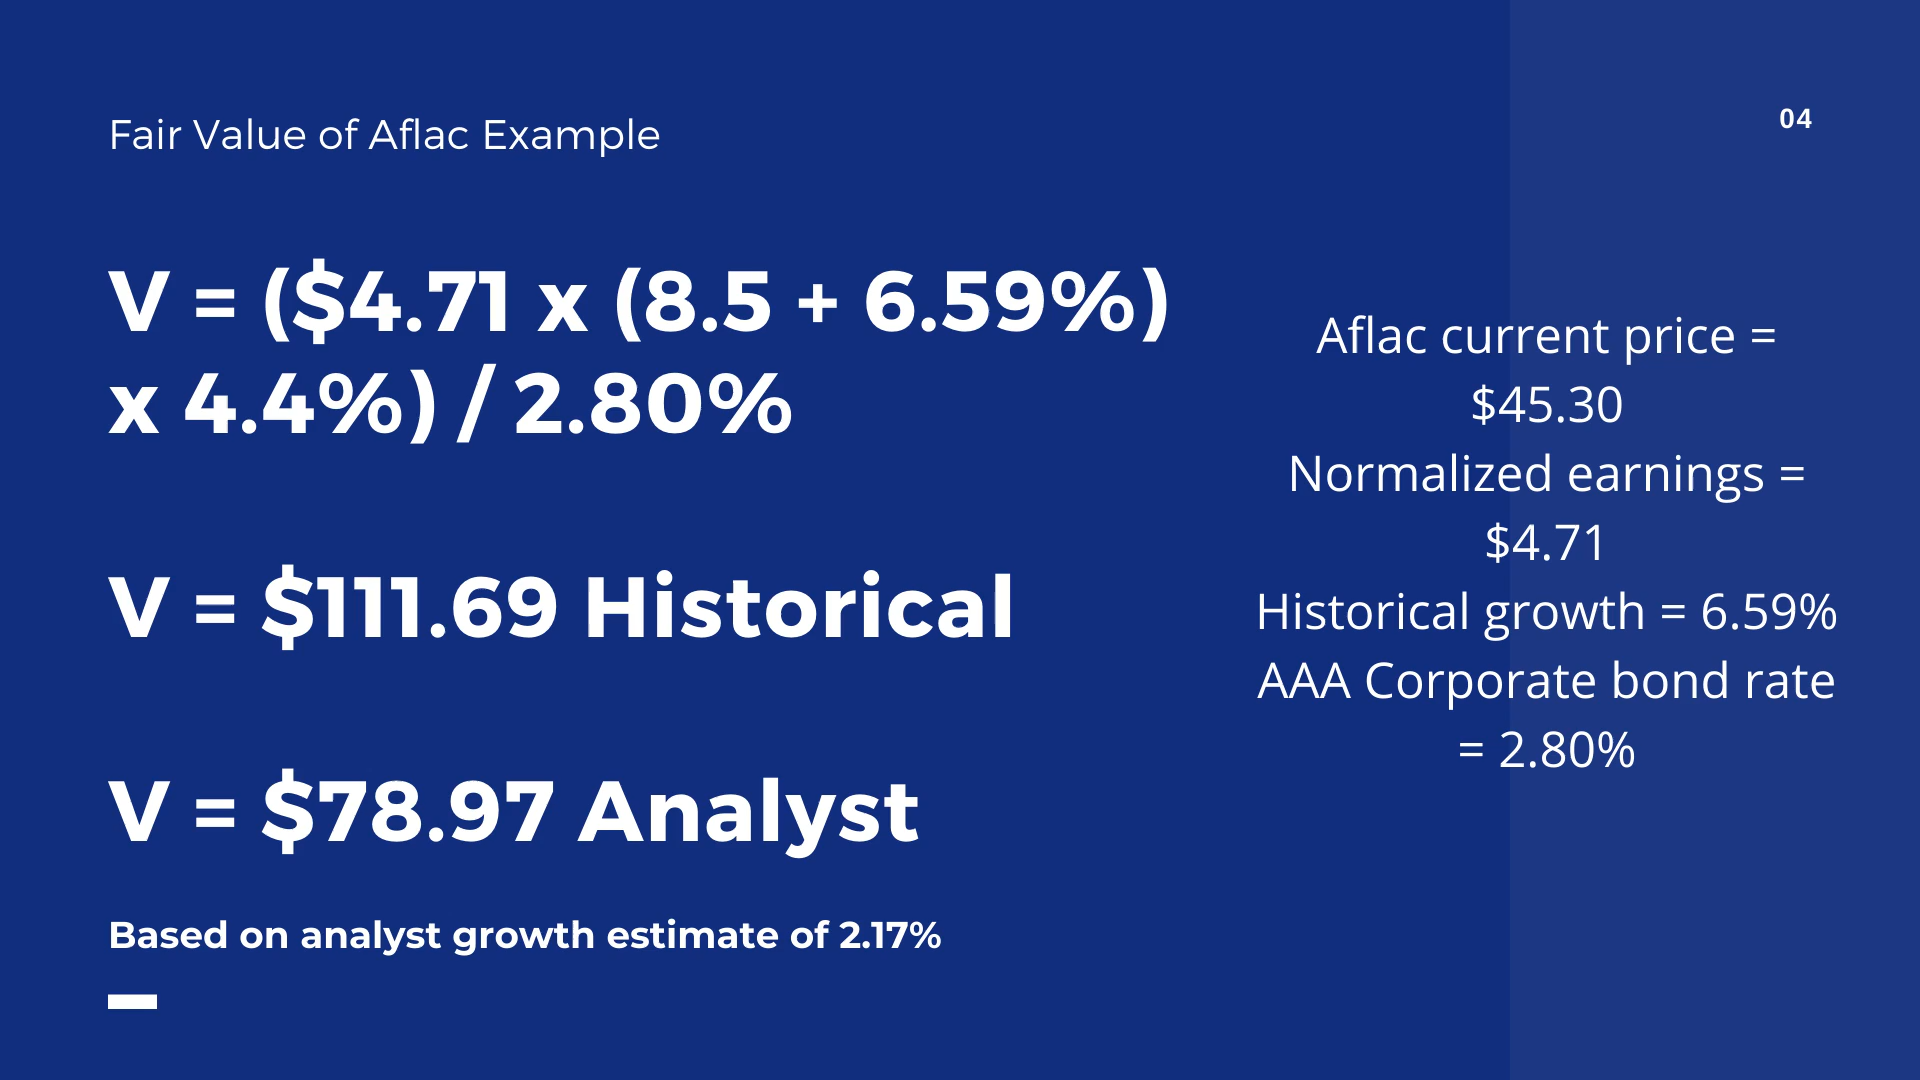 Fair Value of Aflac Example
04
V = ($4.71 x (8.5 + 6.59%)
x 4.4%) / 2.80%
V = $111.69 Historical
V = $78.97 Analyst
Based on analyst growth estimate of 2.17%
Aflac current price =
$45.30
Normalized earnings =
$4.71
Historical growth = 6.59%
AAA Corporate bond rate
= 2.80%